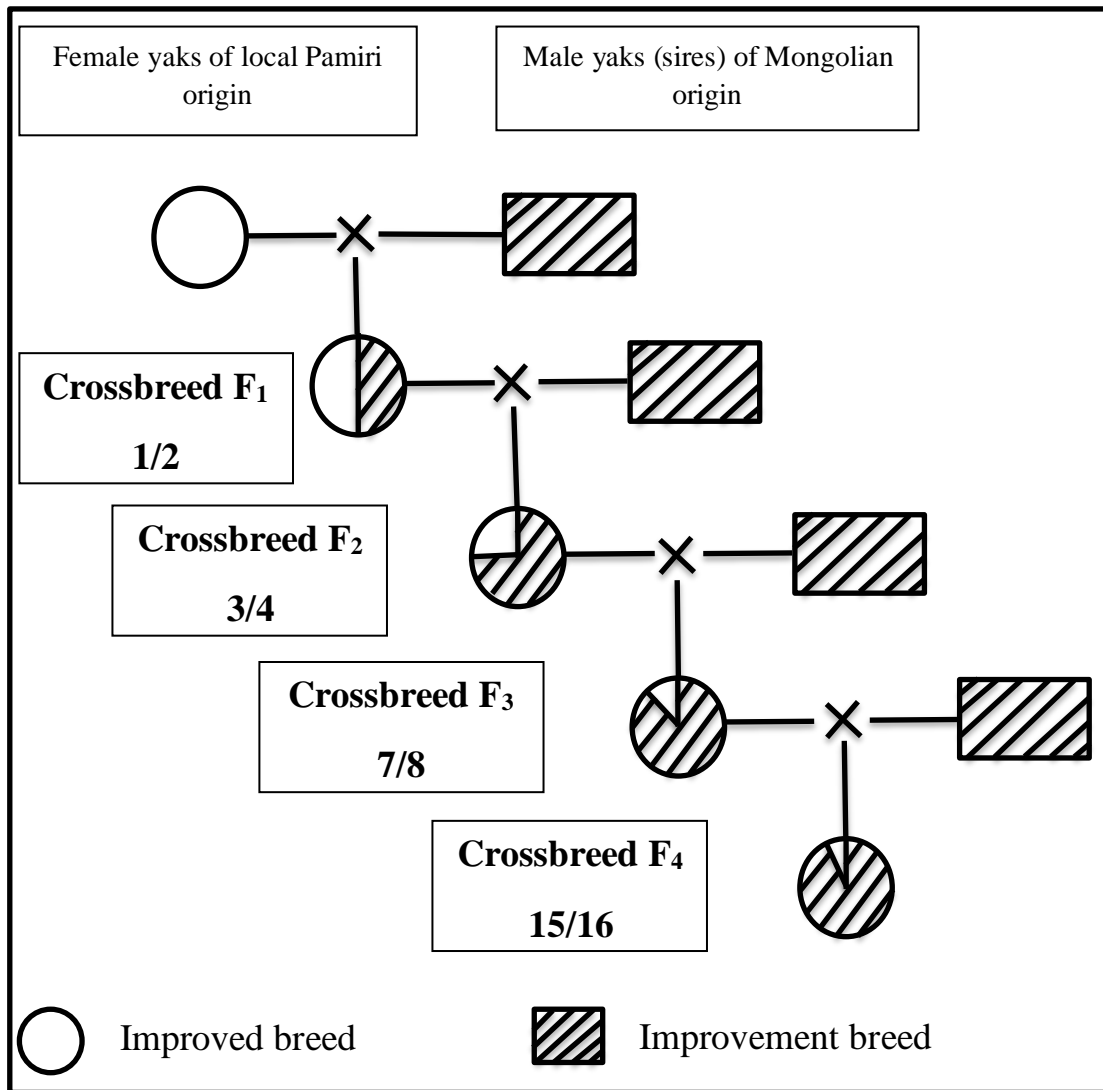 Female yaks of local Pamiri
origin
Male yaks (sires) of Mongolian
origin
Crossbreed F₁
1/2
Crossbreed F₂
3/4
Crossbreed F₃
7/8
Crossbreed F₄
15/16
Improved breed
Improvement breed